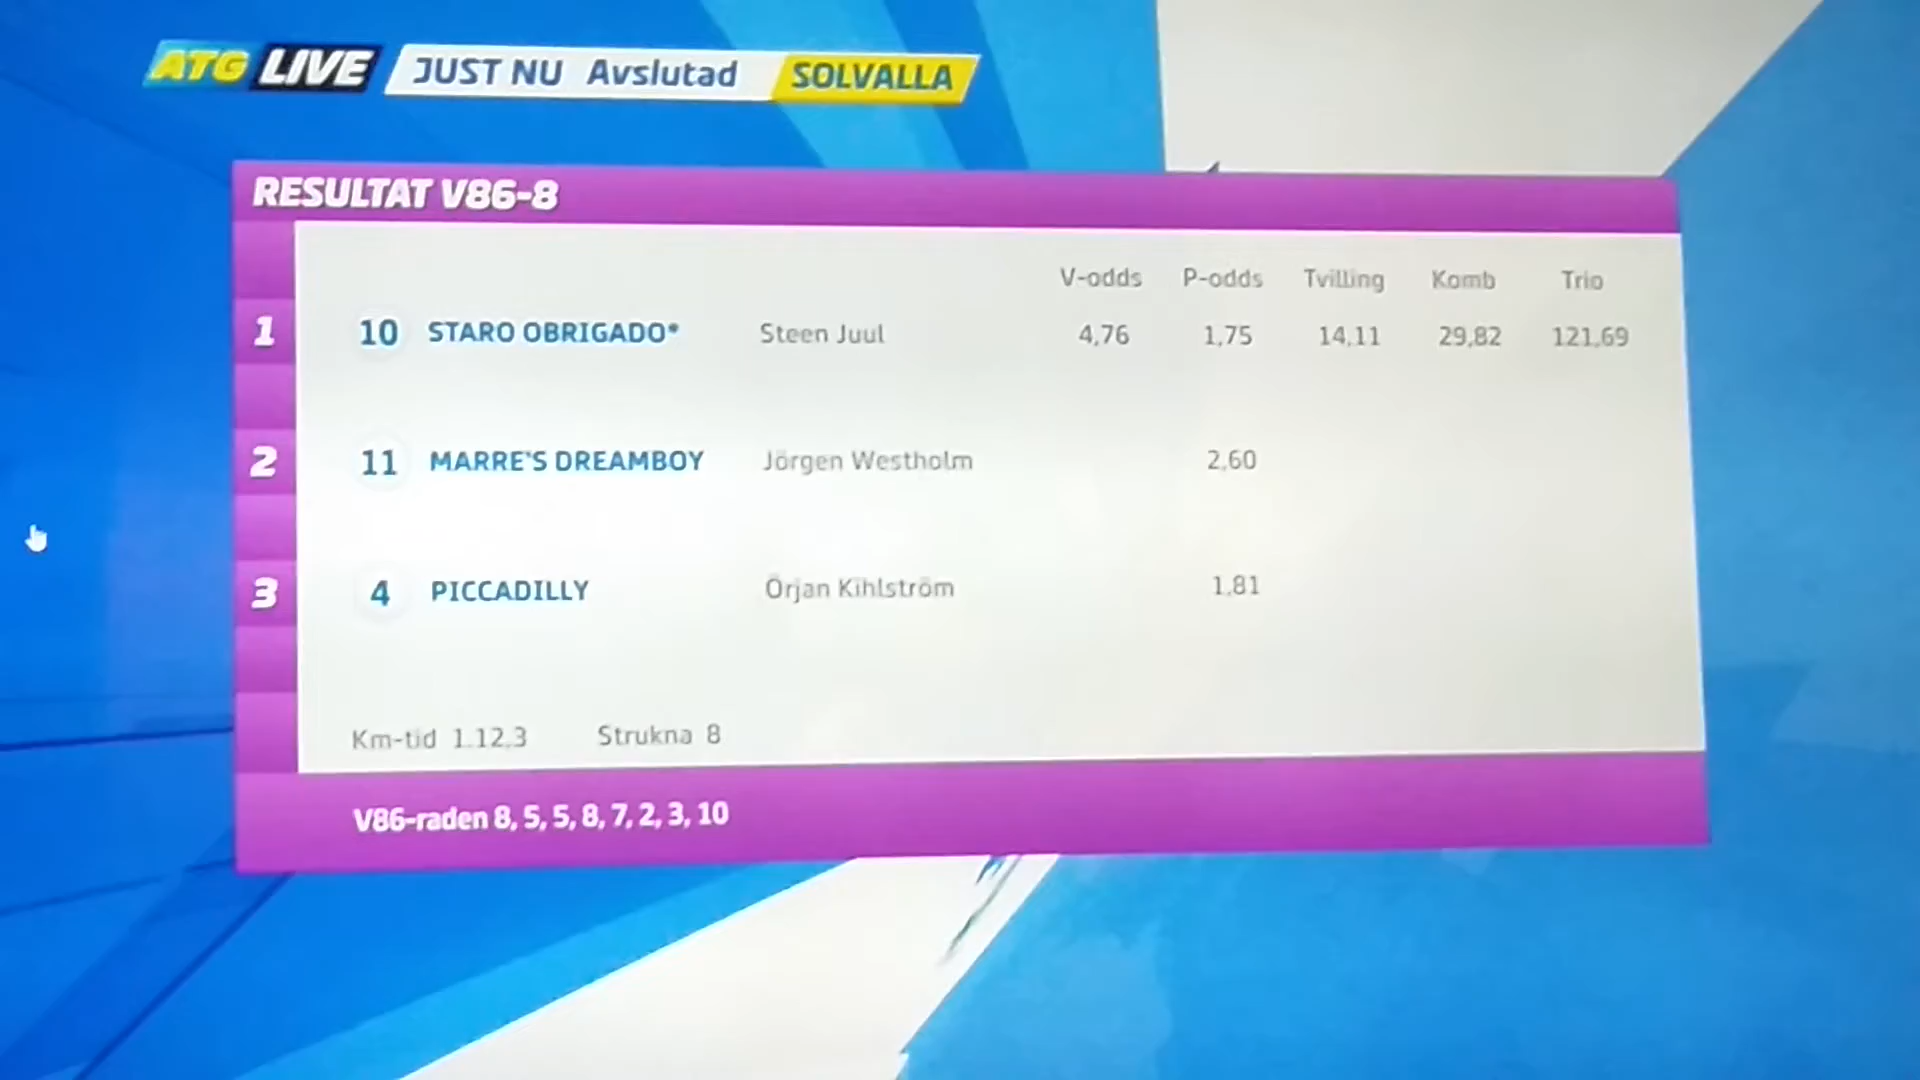 ATG LIVE JUST NU Avslutad SOLVALLA
RESULTAT V86-8
V-odds P-odds Tvilling Komb Trio
1 10 STARO OBRIGADO* Steen Juul 4,76 1,75 14,11 29,82 121,69
2 11 MARRE'S DREAMBOY Jörgen Westholm 2,60
3 4 PICCADILLY Örjan Kihlström 1,81
Km-tid 1.12,3 Strukna 8
V86-raden 8, 5, 5, 8, 7, 2, 3, 10